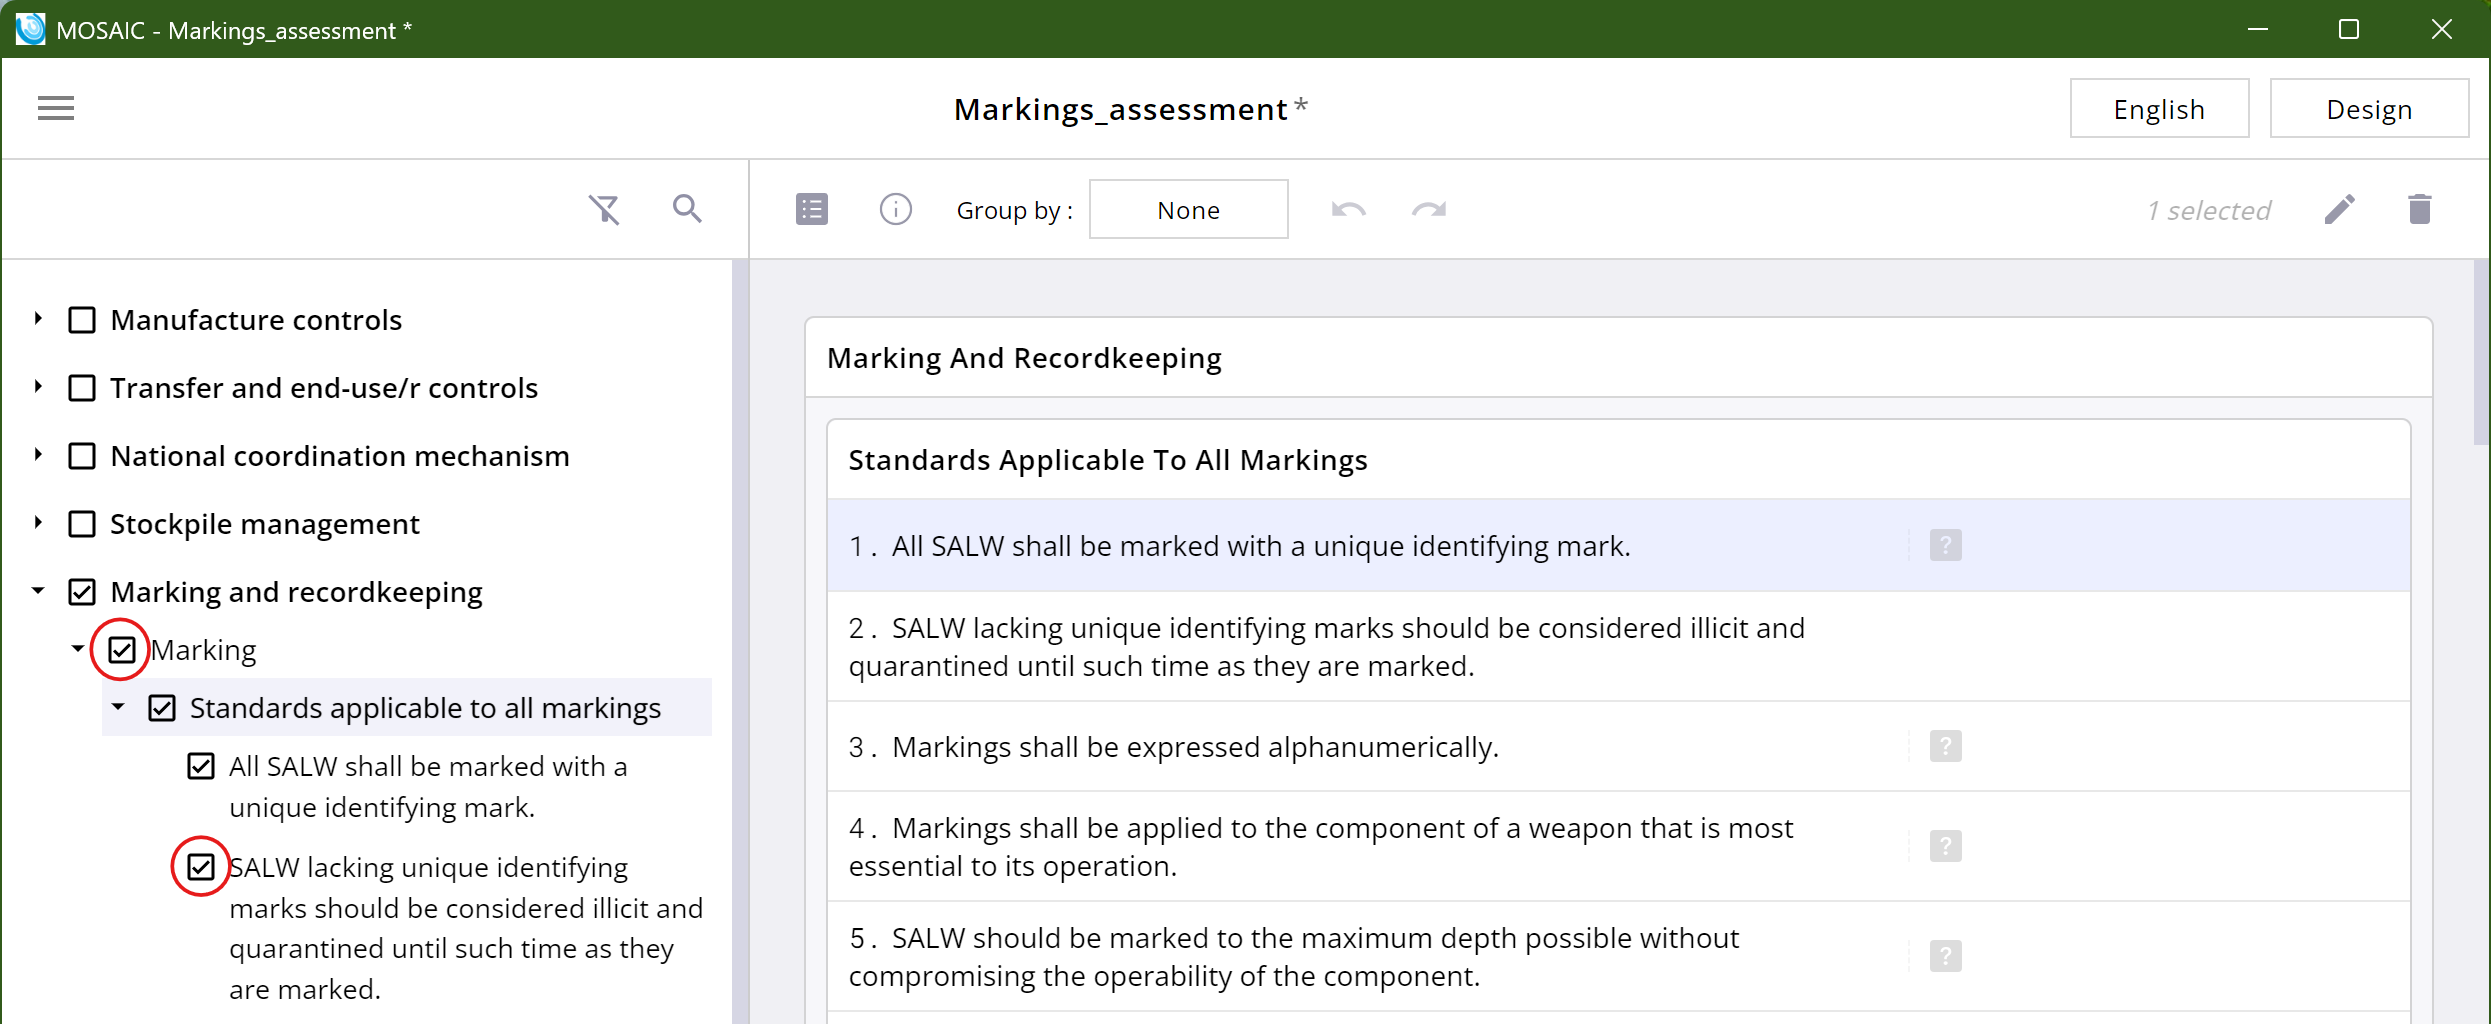 MOSAIC - Markings_assessment *
Markings_assessment *
English
Design
Group by :
None
1 selected
Manufacture controls
Transfer and end-use/r controls
National coordination mechanism
Stockpile management
Marking and recordkeeping
Marking
Standards applicable to all markings
All SALW shall be marked with a
unique identifying mark.
SALW lacking unique identifying
marks should be considered illicit and
quarantined until such time as they
are marked.
Marking And Recordkeeping
Standards Applicable To All Markings
1. All SALW shall be marked with a unique identifying mark.
?
2. SALW lacking unique identifying marks should be considered illicit and
quarantined until such time as they are marked.
3. Markings shall be expressed alphanumerically.
?
4. Markings shall be applied to the component of a weapon that is most
essential to its operation.
?
5. SALW should be marked to the maximum depth possible without
compromising the operability of the component.
?